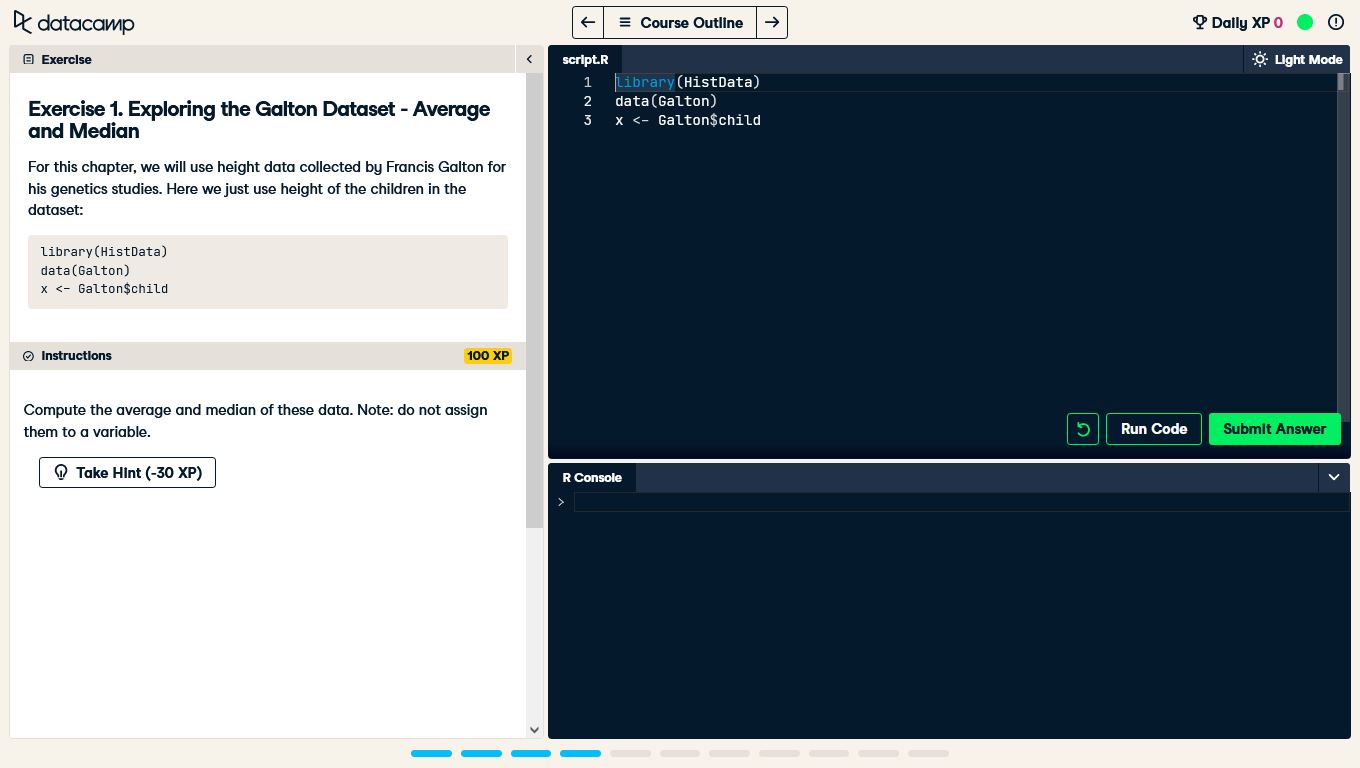 datacamp
Course Outline
Daily XP 0
Exercise
Exercise 1. Exploring the Galton Dataset - Average
and Median
For this chapter, we will use height data collected by Francis Galton for
his genetics studies. Here we just use height of the children in the
dataset:
library(HistData)
data(Galton)
x <- Galton$child
Instructions
100 XP
Compute the average and median of these data. Note: do not assign
them to a variable.
Take Hint (-30 XP)
script.R
Light Mode
1 library(HistData)
2 data(Galton)
3 x <- Galton$child
Run Code
Submit Answer
R Console
>